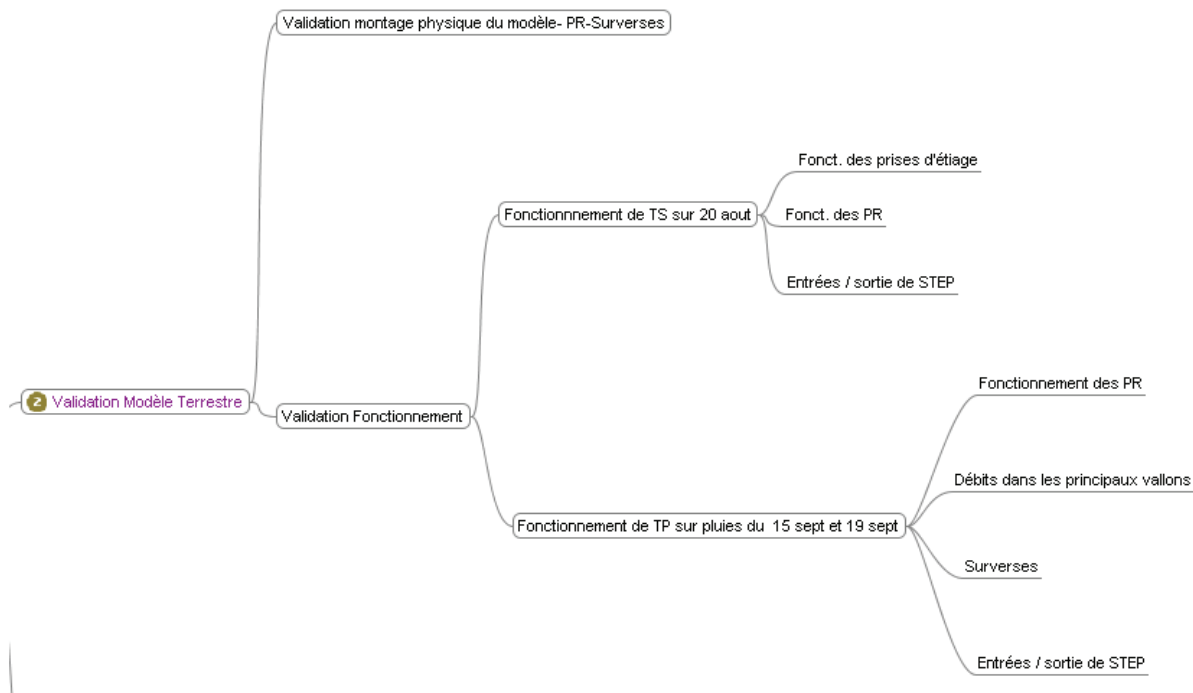 Validation montage physique du modèle- PR-Surverses
Fonct. des prises d'étiage
Fonctionnnement de TS sur 20 aout
Fonct. des PR
Entrées / sortie de STEP
2 Validation Modèle Terrestre
Validation Fonctionnement
Fonctionnement des PR
Débits dans les principaux vallons
Fonctionnement de TP sur pluies du 15 sept et 19 sept
Surverses
Entrées / sortie de STEP